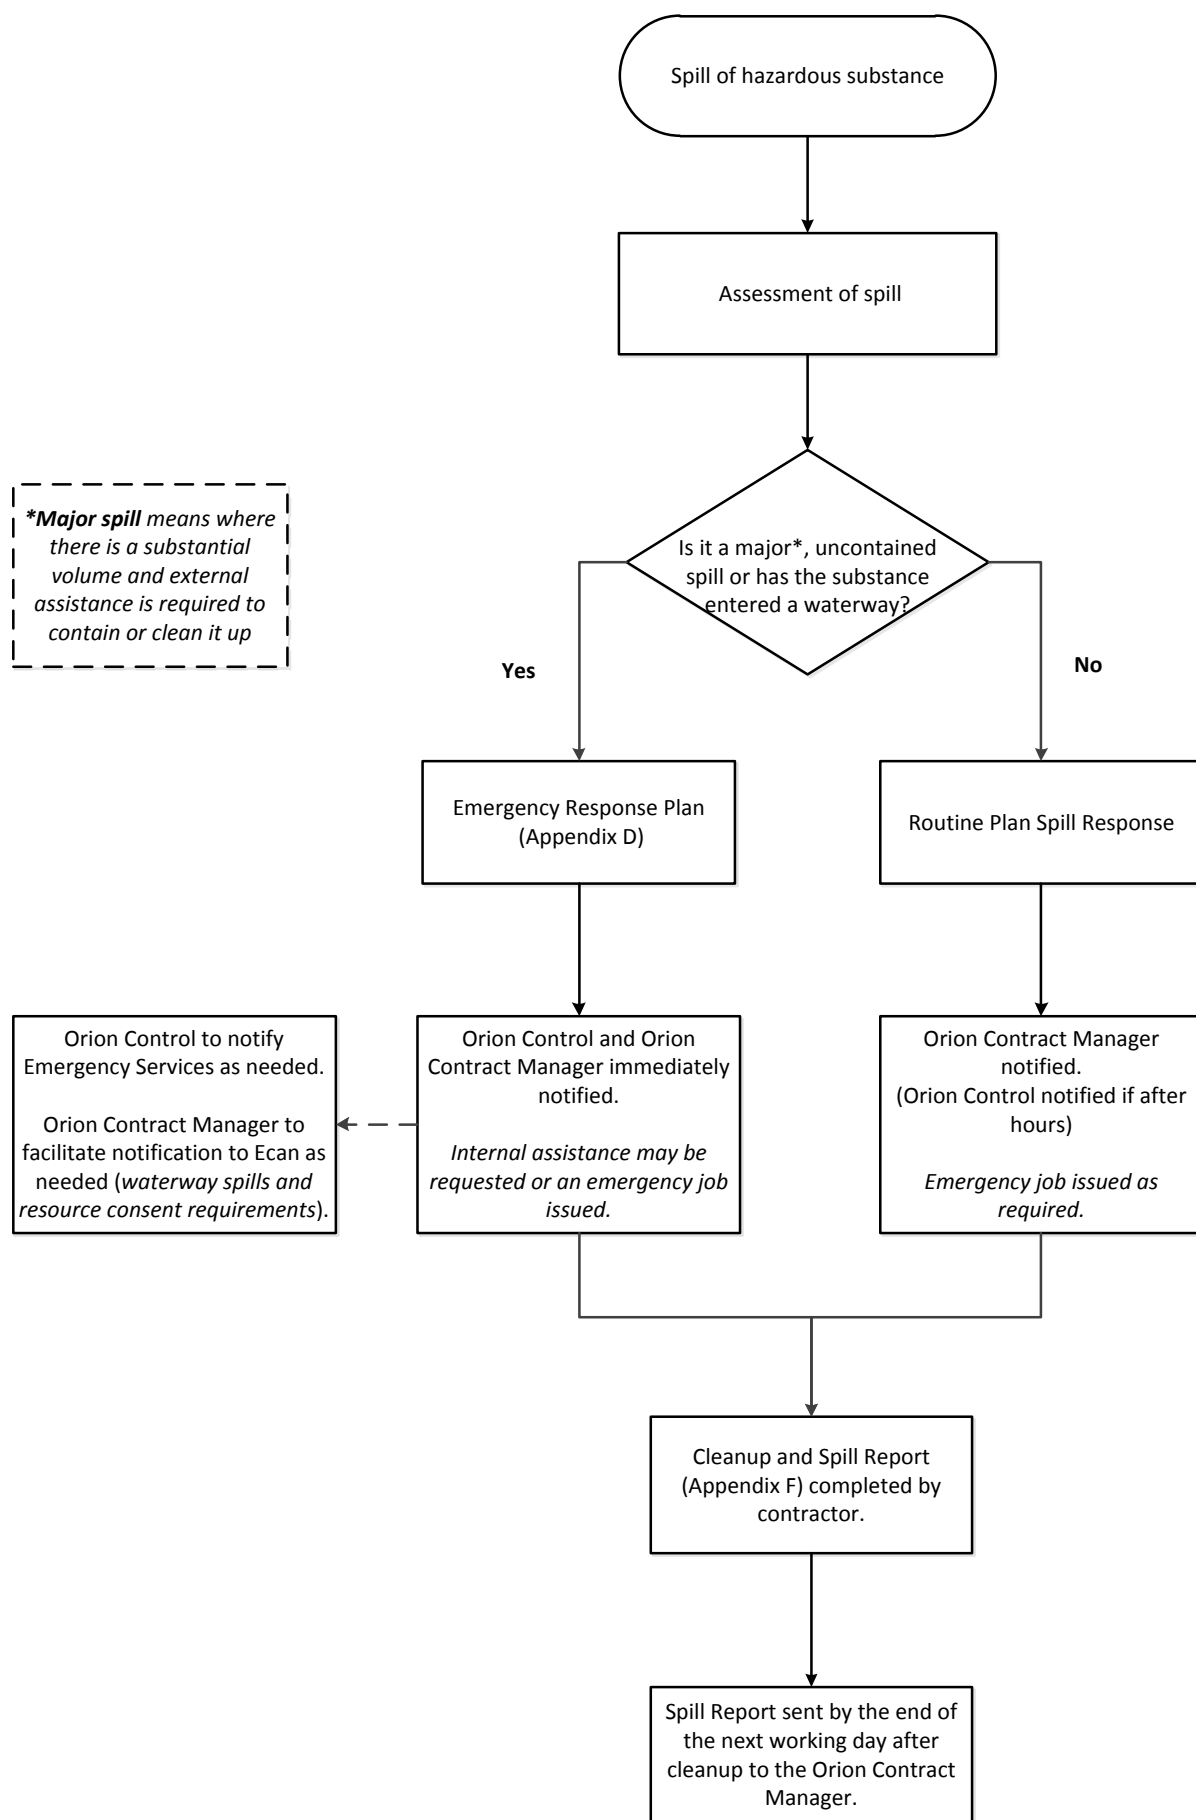 Spill of hazardous substance
Assessment of spill
*Major spill means where
there is a substantial
volume and external
assistance is required to
contain or clean it up
Is it a major*, uncontained
spill or has the substance
entered a waterway?
Yes
No
Emergency Response Plan
(Appendix D)
Routine Plan Spill Response
Orion Control to notify
Emergency Services as needed.
Orion Contract Manager to
facilitate notification to Ecan as
needed (waterway spills and
resource consent requirements).
Orion Control and Orion
Contract Manager immediately
notified.
Internal assistance may be
requested or an emergency job
issued.
Orion Contract Manager
notified.
(Orion Control notified if after
hours)
Emergency job issued as
required.
Cleanup and Spill Report
(Appendix F) completed by
contractor.
Spill Report sent by the end of
the next working day after
cleanup to the Orion Contract
Manager.